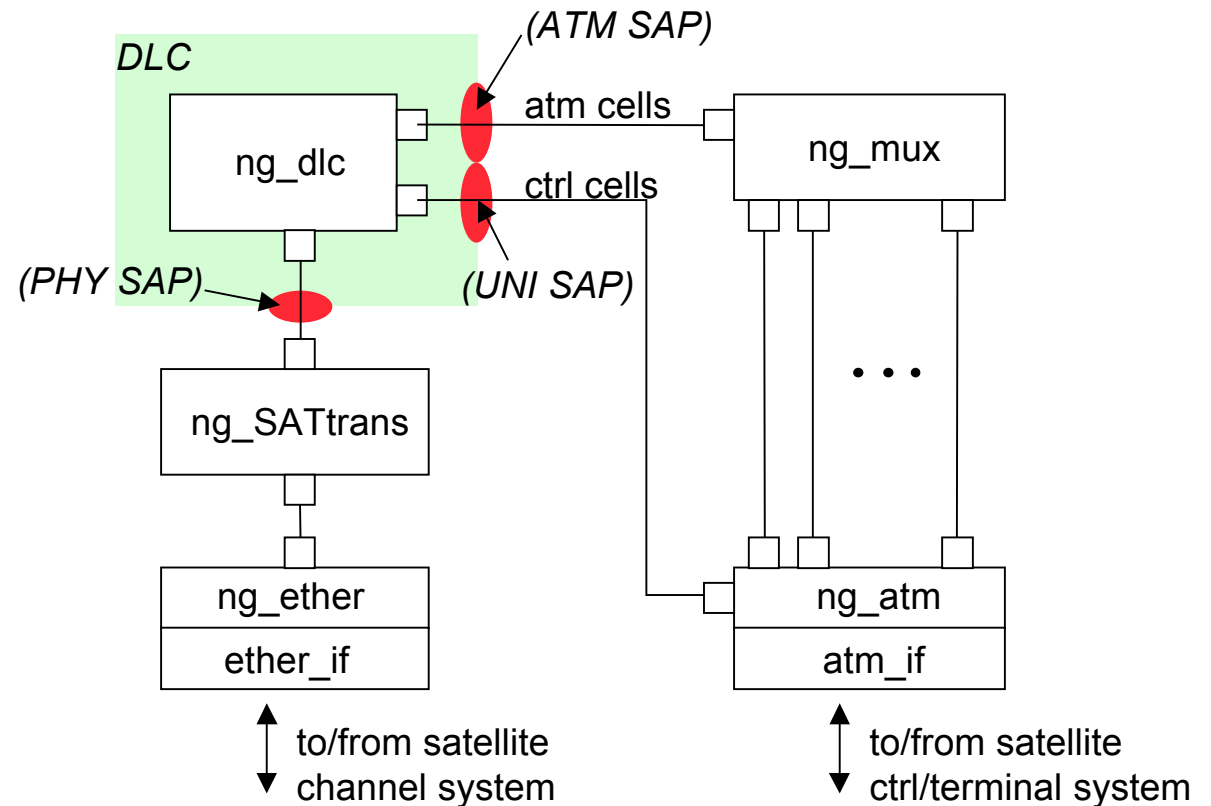 (ATM SAP)
DLC
atm cells
ng_dlc
ng_mux
ctrl cells
(PHY SAP)
(UNI SAP)
. . .
ng_SATtrans
ng_ether
ng_atm
ether_if
atm_if
to/from satellite
channel system
to/from satellite
ctrl/terminal system